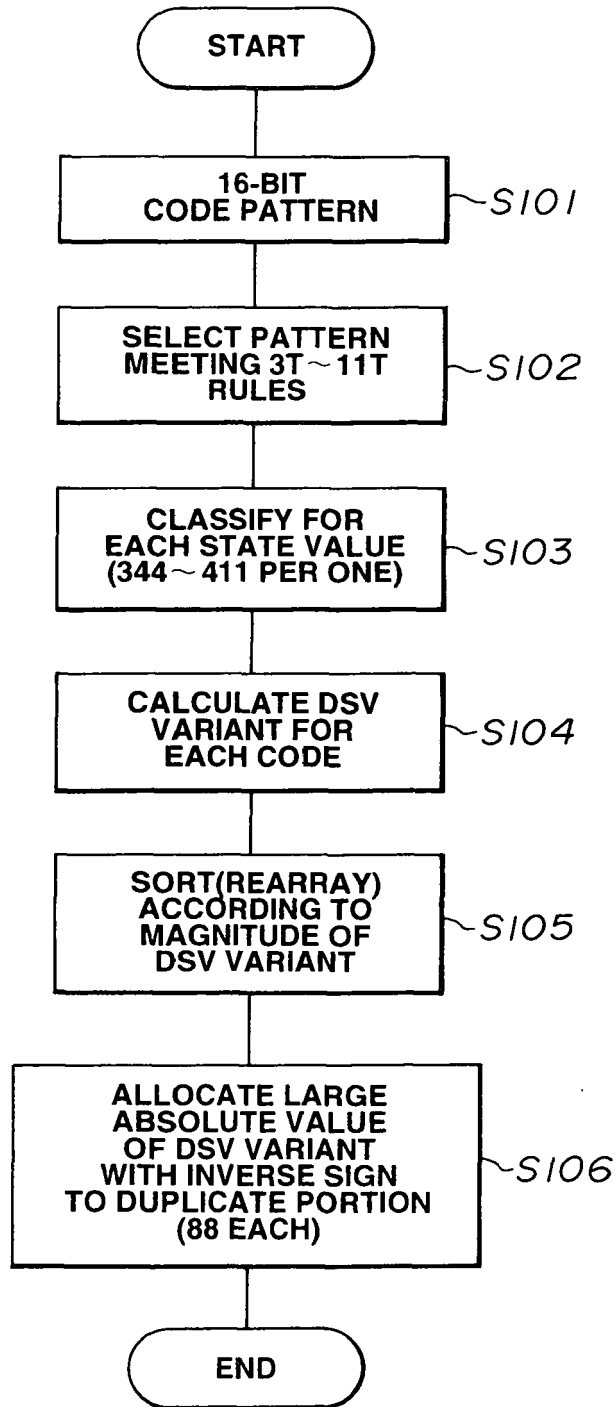 START
16-BIT
CODE PATTERN
S101
SELECT PATTERN
MEETING 3T~11T
RULES
S102
CLASSIFY FOR
EACH STATE VALUE
(344~411 PER ONE)
S103
CALCULATE DSV
VARIANT FOR
EACH CODE
S104
SORT(REARRAY)
ACCORDING TO
MAGNITUDE OF
DSV VARIANT
S105
ALLOCATE LARGE
ABSOLUTE VALUE
OF DSV VARIANT
WITH INVERSE SIGN
TO DUPLICATE PORTION
(88 EACH)
S106
END